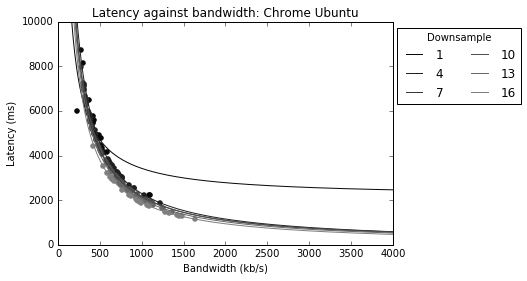 Latency against bandwidth: Chrome Ubuntu
Latency (ms)
10000
8000
6000
4000
2000
0
0 500 1000 1500 2000 2500 3000 3500 4000
Bandwidth (kb/s)
Downsample
1 10
4 13
7 16